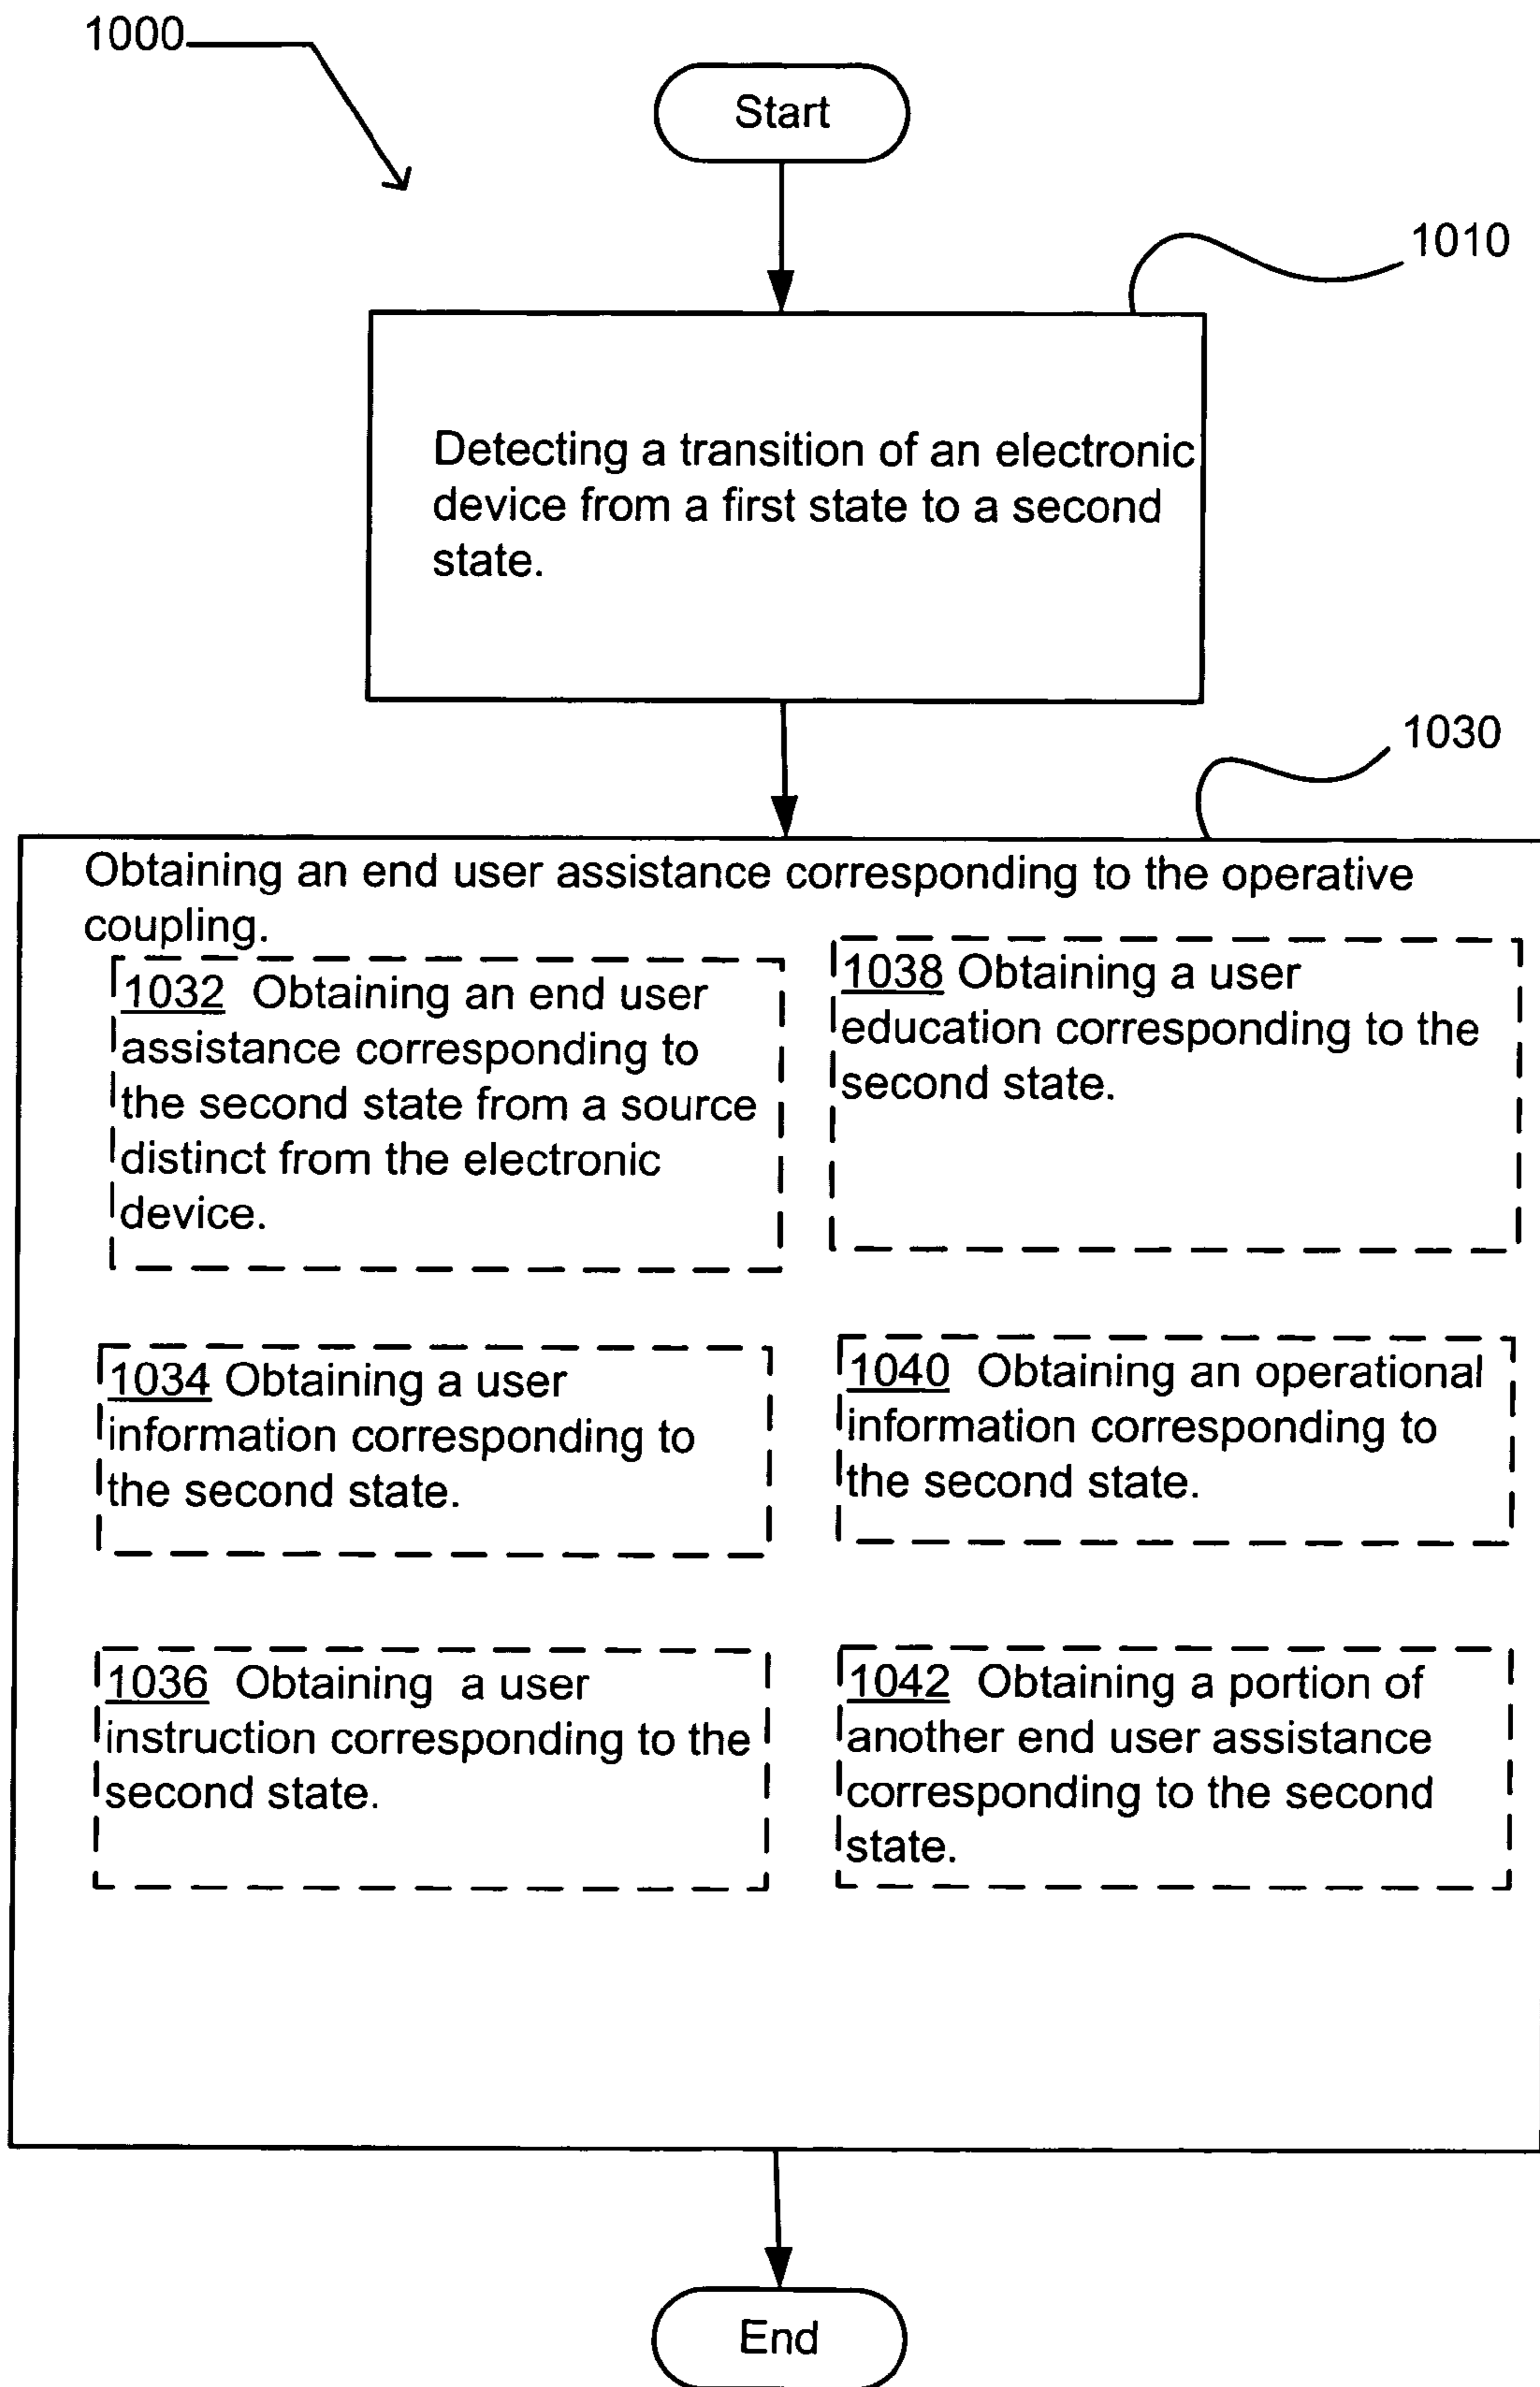 1000
Start
1010
Detecting a transition of an electronic
device from a first state to a second
state.
1030
Obtaining an end user assistance corresponding to the operative
coupling.
1032 Obtaining an end user
assistance corresponding to
the second state from a source
distinct from the electronic
device.
1038 Obtaining a user
education corresponding to the
second state.
1034 Obtaining a user
information corresponding to
the second state.
1040 Obtaining an operational
information corresponding to
the second state.
1036 Obtaining a user
instruction corresponding to the
second state.
1042 Obtaining a portion of
another end user assistance
corresponding to the second
state.
End